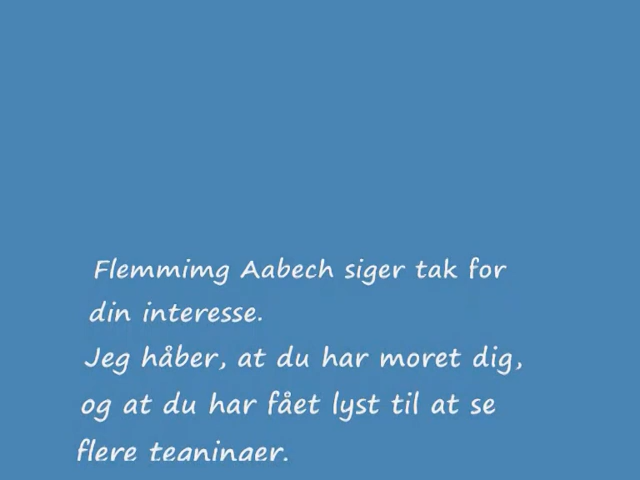 Flemmimg Aabech siger tak for
din interesse.
Jeg håber, at du har moret dig,
og at du har fået lyst til at se
flere tegninger.